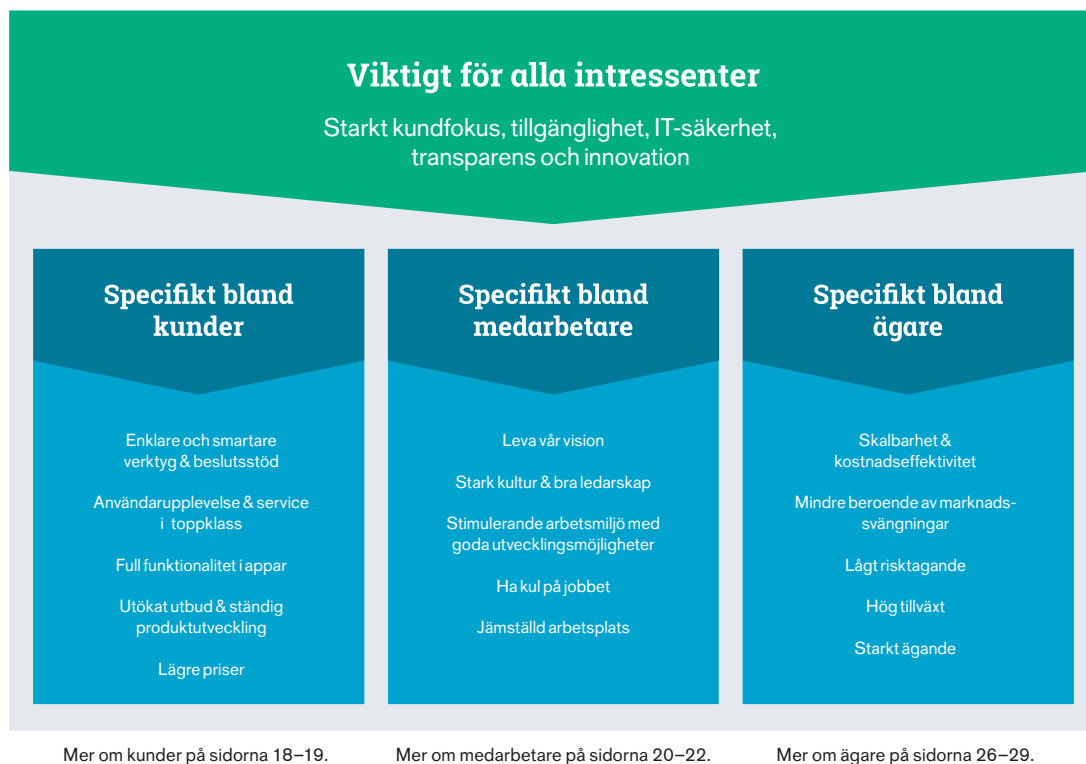 Viktigt för alla intressenter
Starkt kundfokus, tillgänglighet, IT-säkerhet,
transparens och innovation
Specifikt bland
kunder
Enklare och smartare
verktyg & beslutsstöd
Användarupplevelse & service
i toppklass
Full funktionalitet i appar
Utökat utbud & ständig
produktutveckling
Lägre priser
Mer om kunder på sidorna 18–19.
Specifikt bland
medarbetare
Leva vår vision
Stark kultur & bra ledarskap
Stimulerande arbetsmiljö med
goda utvecklingsmöjligheter
Ha kul på jobbet
Jämställd arbetsplats
Mer om medarbetare på sidorna 20–22.
Specifikt bland
ägare
Skalbarhet &
kostnadseffektivitet
Mindre beroende av marknads-
svängningar
Lågt risktagande
Hög tillväxt
Starkt ägande
Mer om ägare på sidorna 26–29.